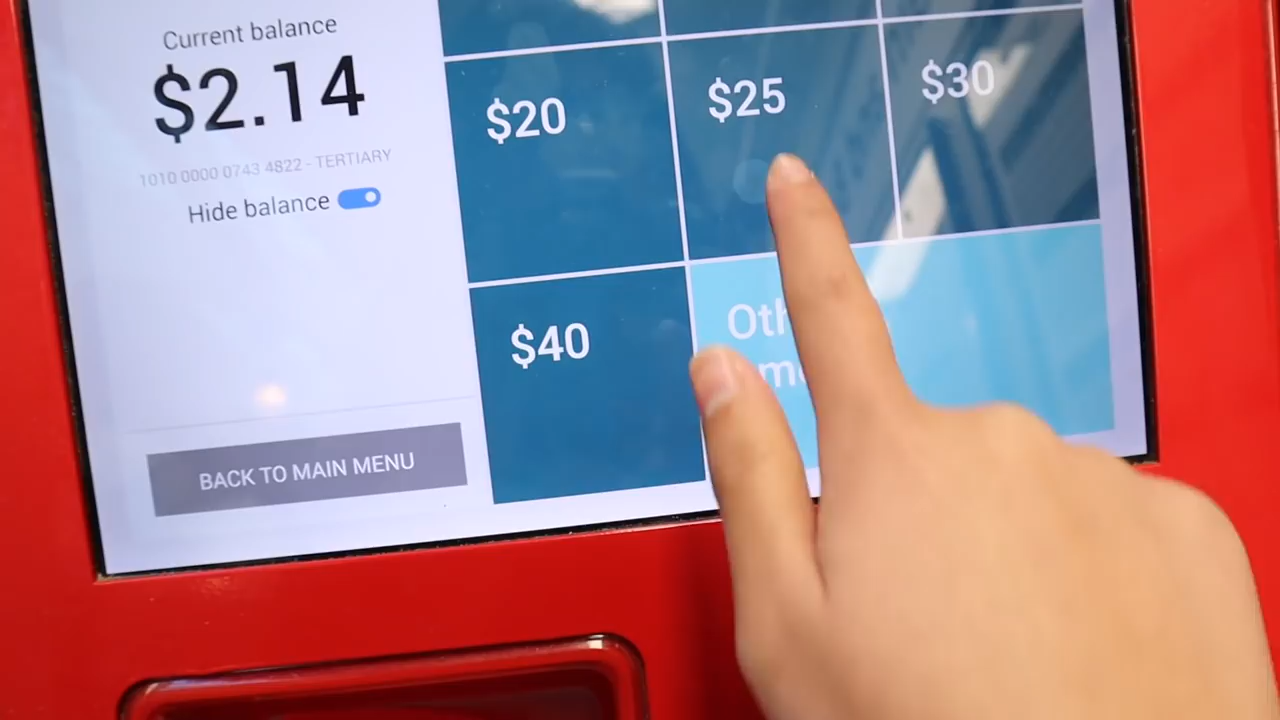 Current balance
$2.14
1010 0000 0743 4822 - TERTIARY
Hide balance
BACK TO MAIN MENU
$20
$25
$30
$40